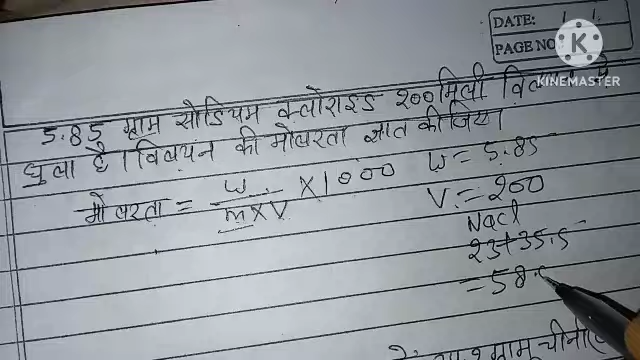 DATE:
PAGE NO
KINEMASTER
5.85 ग्राम सोडियम क्लोराइड 200 मिली विलयन मे
घुला है। विलयन की मोलरता ज्ञात कीजिय।
मोलरता = w / m×V ×1000
W = 5.85
V = 200
Nacl
23+35.5
= 58.5